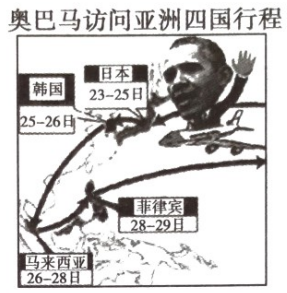 奥巴马访问亚洲四国行程
日本
23-25日
韩国
25-26日
菲律宾
28-29日
马来西亚
26-28日